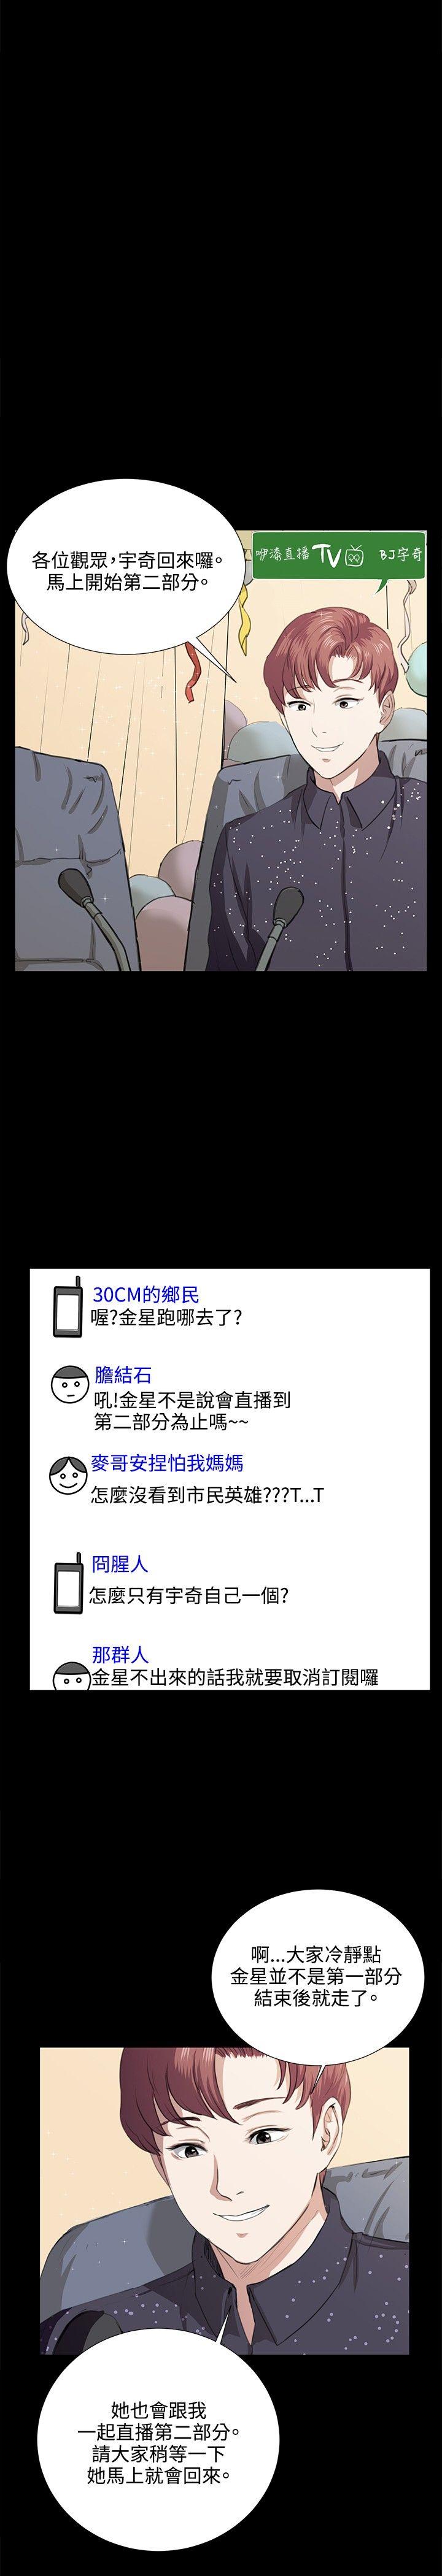 各位觀眾，宇奇回來囉。
馬上開始第二部分。
咿漆直播 TV BJ宇奇
30CM的鄉民
喔?金星跑哪去了?
膽結石
吼!金星不是說會直播到
第二部分為止嗎~~
麥哥安捏怕我媽媽
怎麼沒看到市民英雄???T...T
冏腥人
怎麼只有宇奇自己一個?
那群人
金星不出來的話我就要取消訂閱囉
啊...大家冷靜點
金星並不是第一部分
結束後就走了。
她也會跟我
一起直播第二部分。
請大家稍等一下
她馬上就會回來。